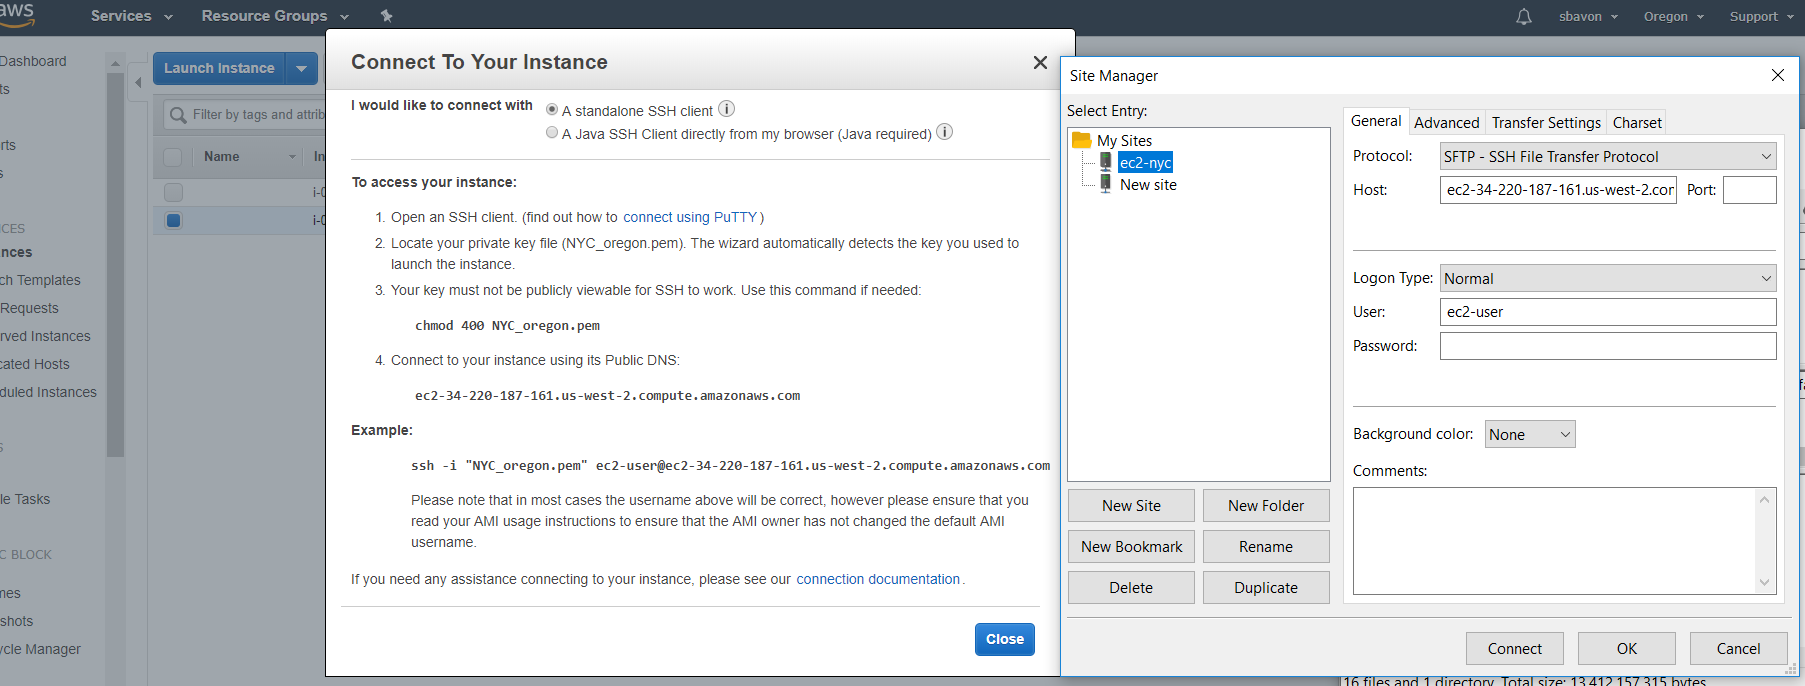 aws
Services
Resource Groups
sbavon
Oregon
Support
Dashboard
Launch Instance
Filter by tags and attrib
Name
In
i-0
i-0
CES
nces
ch Templates
Requests
rved Instances
cated Hosts
duled Instances
le Tasks
C BLOCK
mes
shots
ycle Manager
Connect To Your Instance
I would like to connect with
A standalone SSH client
A Java SSH Client directly from my browser (Java required)
To access your instance:
1. Open an SSH client. (find out how to connect using PuTTY)
2. Locate your private key file (NYC_oregon.pem). The wizard automatically detects the key you used to
launch the instance.
3. Your key must not be publicly viewable for SSH to work. Use this command if needed:
chmod 400 NYC_oregon.pem
4. Connect to your instance using its Public DNS:
ec2-34-220-187-161.us-west-2.compute.amazonaws.com
Example:
ssh -i "NYC_oregon.pem" ec2-user@ec2-34-220-187-161.us-west-2.compute.amazonaws.com
Please note that in most cases the username above will be correct, however please ensure that you
read your AMI usage instructions to ensure that the AMI owner has not changed the default AMI
username.
If you need any assistance connecting to your instance, please see our connection documentation.
Close
Site Manager
Select Entry:
My Sites
ec2-nyc
New site
New Site
New Folder
New Bookmark
Rename
Delete
Duplicate
General
Advanced
Transfer Settings
Charset
Protocol:
SFTP - SSH File Transfer Protocol
Host:
ec2-34-220-187-161.us-west-2.con
Port:
Logon Type:
Normal
User:
ec2-user
Password:
Background color:
None
Comments:
Connect
OK
Cancel
16 files and 1 directory. Total size: 13,412,157,315 bytes